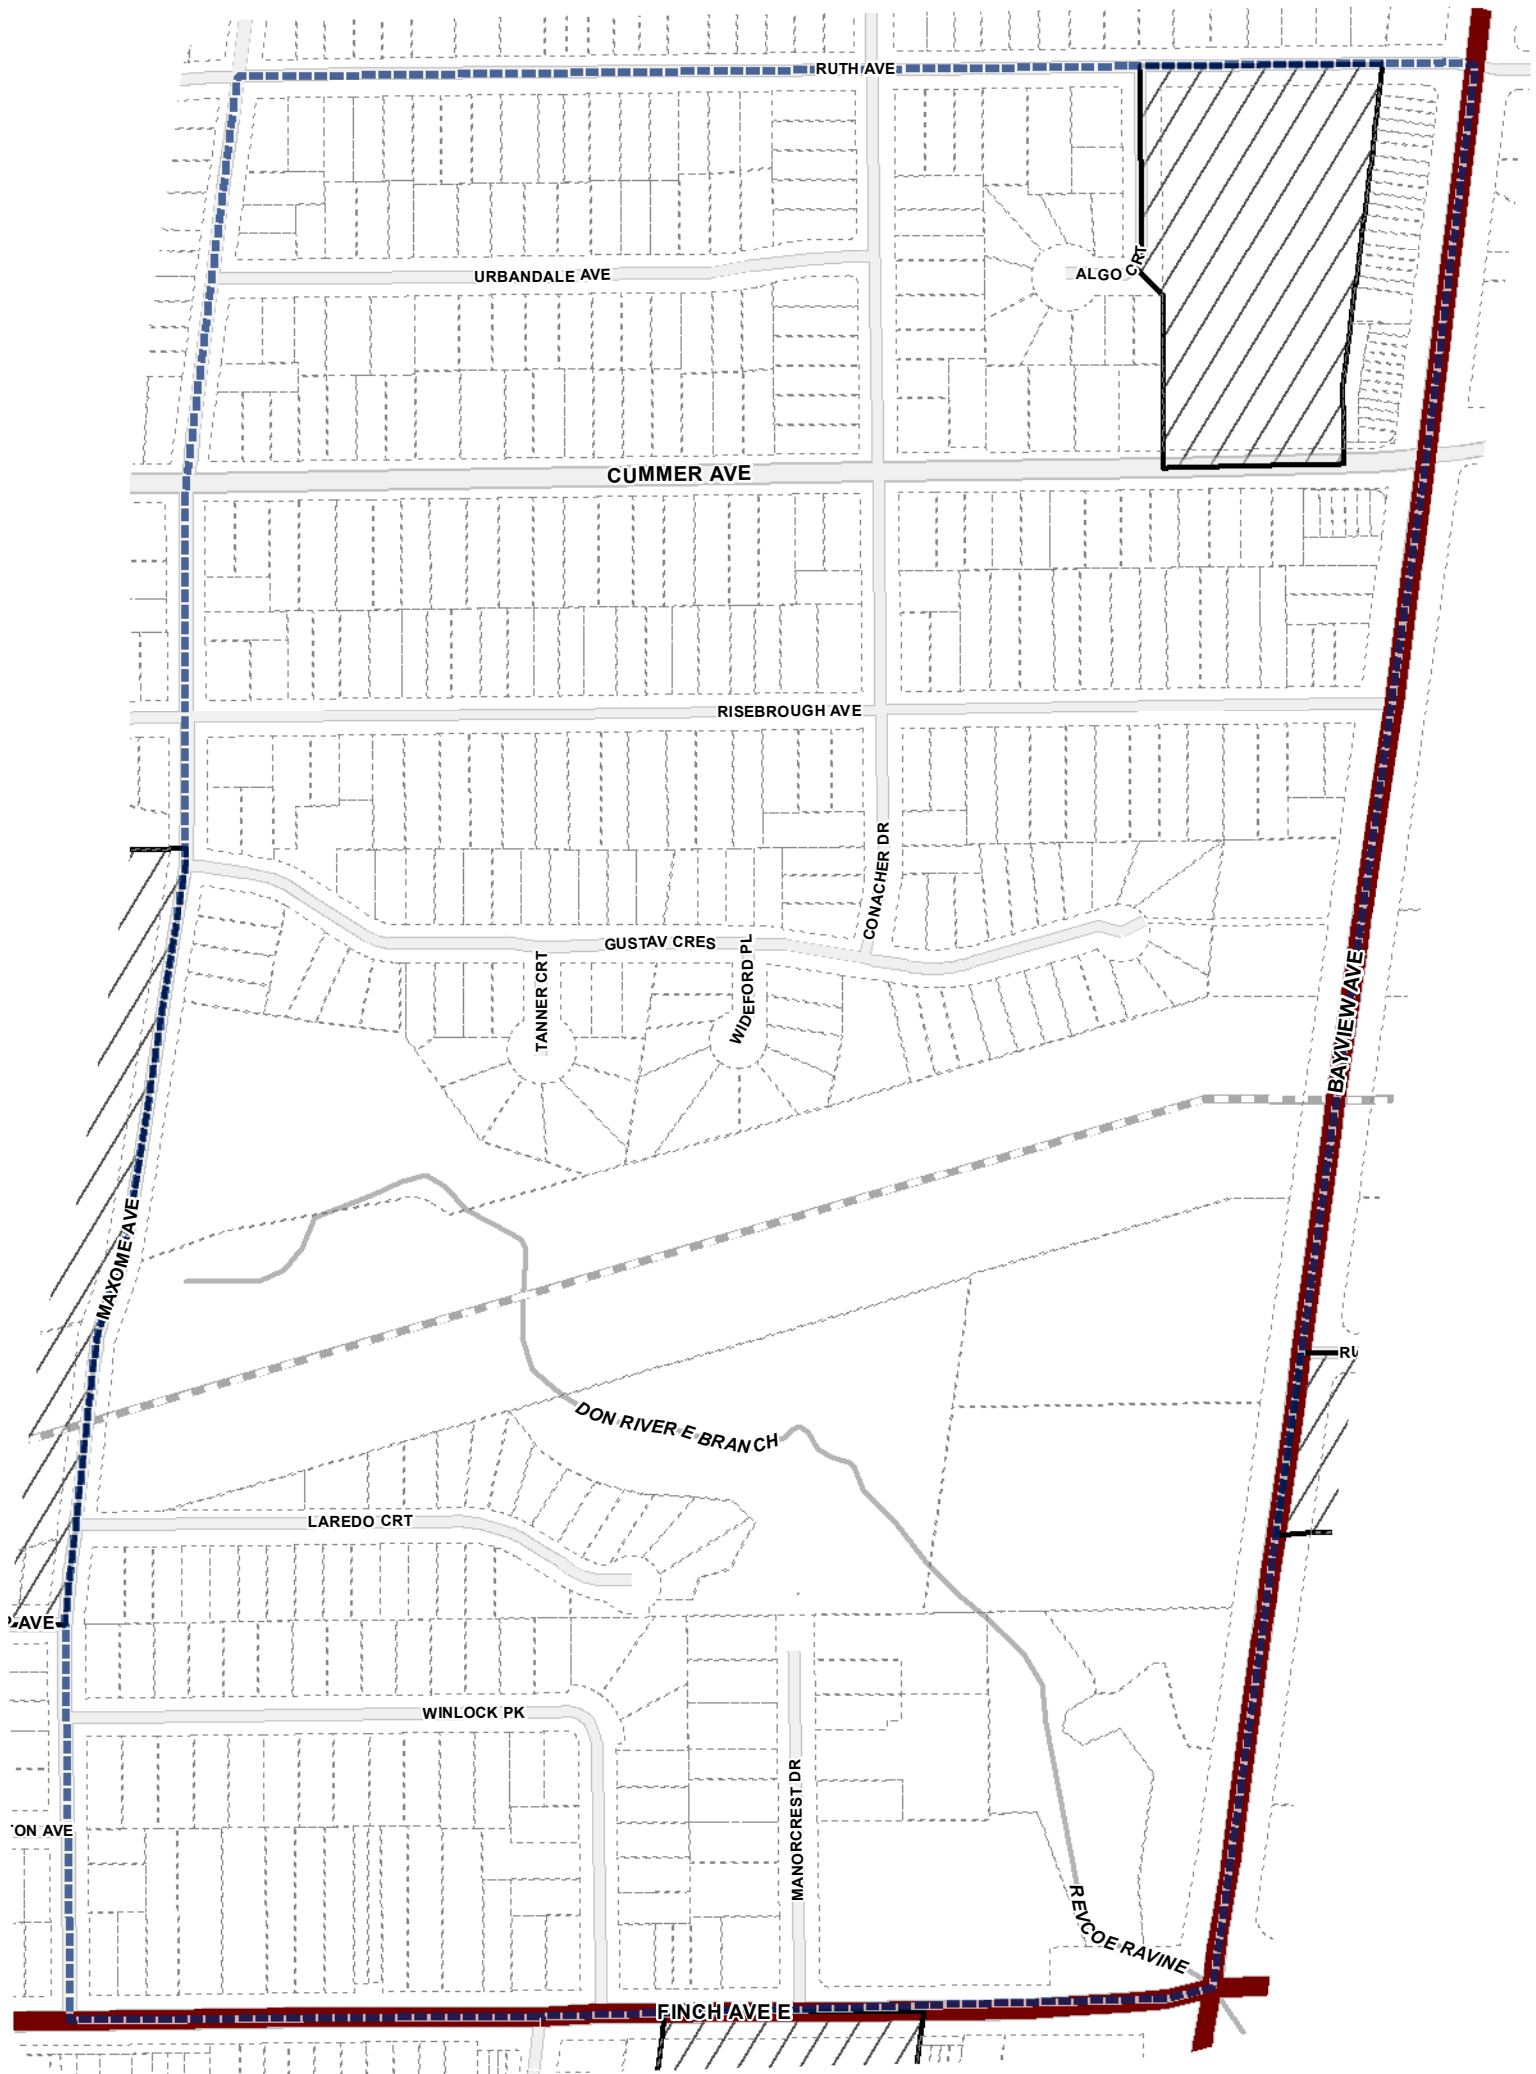 RUTH AVE
URBANDALE AVE
ALGO CRT
CUMMER AVE
RISEBROUGH AVE
CONACHER DR
GUSTAV CRES
TANNER CRT
WIDEFORD PL
BAYVIEW AVE
MAXOME AVE
RU
DON RIVER E BRANCH
LAREDO CRT
AVE
WINLOCK PK
MANORCREST DR
ON AVE
REVCOE RAVINE
FINCH AVE E